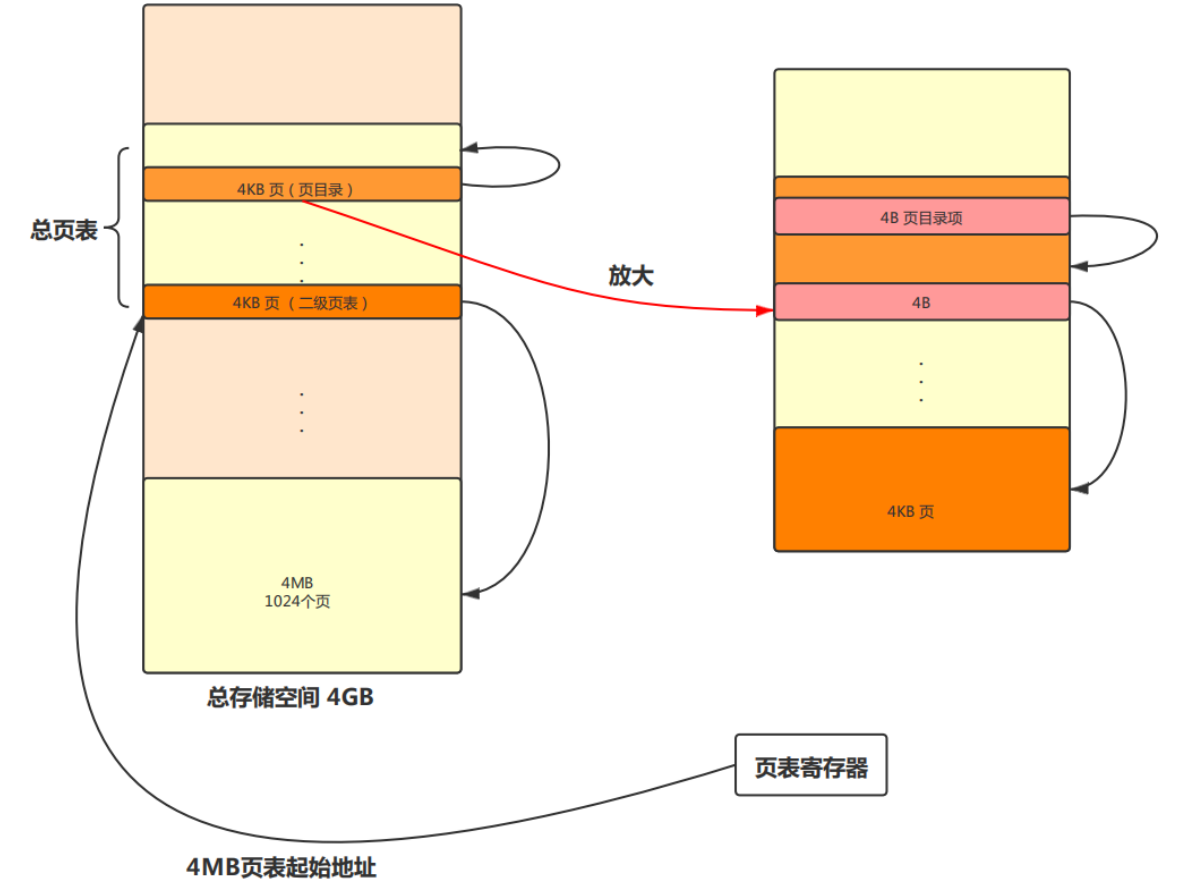 4KB 页 ( 页目录 )
总页表
4KB 页 ( 二级页表 )
4MB
1024个页
总存储空间 4GB
放大
4B 页目录项
4B
4KB 页
页表寄存器
4MB页表起始地址